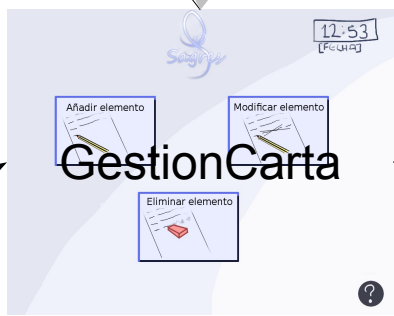 12:53
[FECHA]
Añadir elemento
Modificar elemento
GestionCarta
Eliminar elemento
?